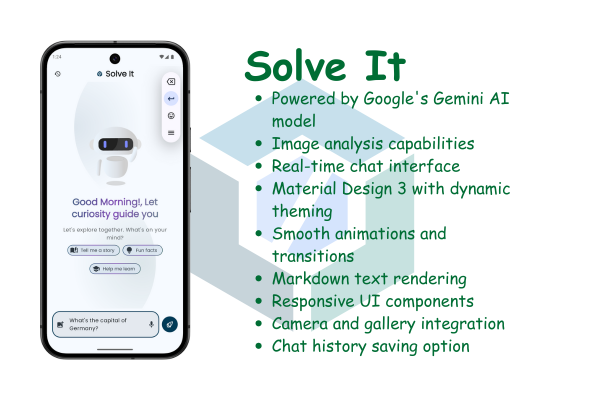 1:24
Solve It
Good Morning!, Let
curiosity guide you
Let's explore together. What's on your
mind?
Tell me a story
Fun facts
Help me learn
What's the capital of
Germany?
Solve It
• Powered by Google's Gemini AI
model
• Image analysis capabilities
• Real-time chat interface
• Material Design 3 with dynamic
theming
• Smooth animations and
transitions
• Markdown text rendering
• Responsive UI components
• Camera and gallery integration
• Chat history saving option